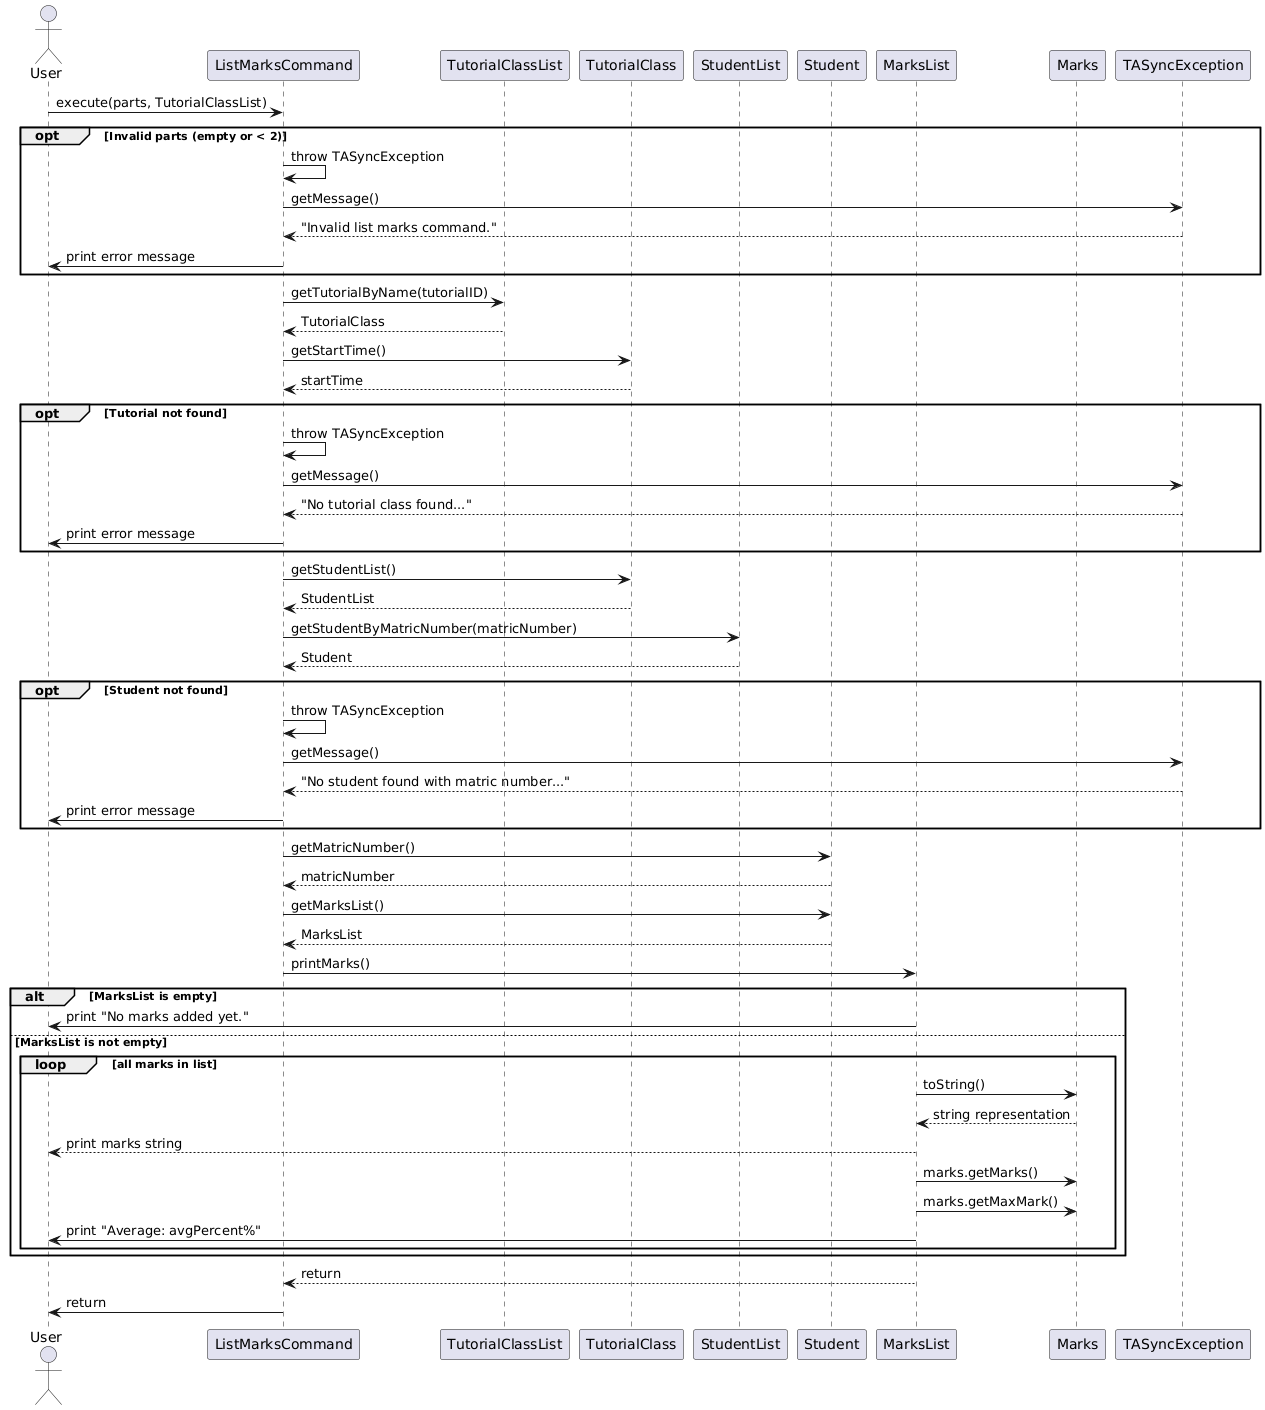 User
ListMarksCommand
TutorialClassList
TutorialClass
StudentList
Student
MarksList
Marks
TASyncException
execute(parts, TutorialClassList)
opt
[Invalid parts (empty or < 2)]
throw TASyncException
getMessage()
"Invalid list marks command."
print error message
getTutorialByName(tutorialID)
TutorialClass
getStartTime()
startTime
opt
[Tutorial not found]
throw TASyncException
getMessage()
"No tutorial class found..."
print error message
getStudentList()
StudentList
getStudentByMatricNumber(matricNumber)
Student
opt
[Student not found]
throw TASyncException
getMessage()
"No student found with matric number..."
print error message
getMatricNumber()
matricNumber
getMarksList()
MarksList
printMarks()
alt
[MarksList is empty]
print "No marks added yet."
[MarksList is not empty]
loop
[all marks in list]
toString()
string representation
print marks string
marks.getMarks()
marks.getMaxMark()
print "Average: avgPercent%"
return
return
User
ListMarksCommand
TutorialClassList
TutorialClass
StudentList
Student
MarksList
Marks
TASyncException